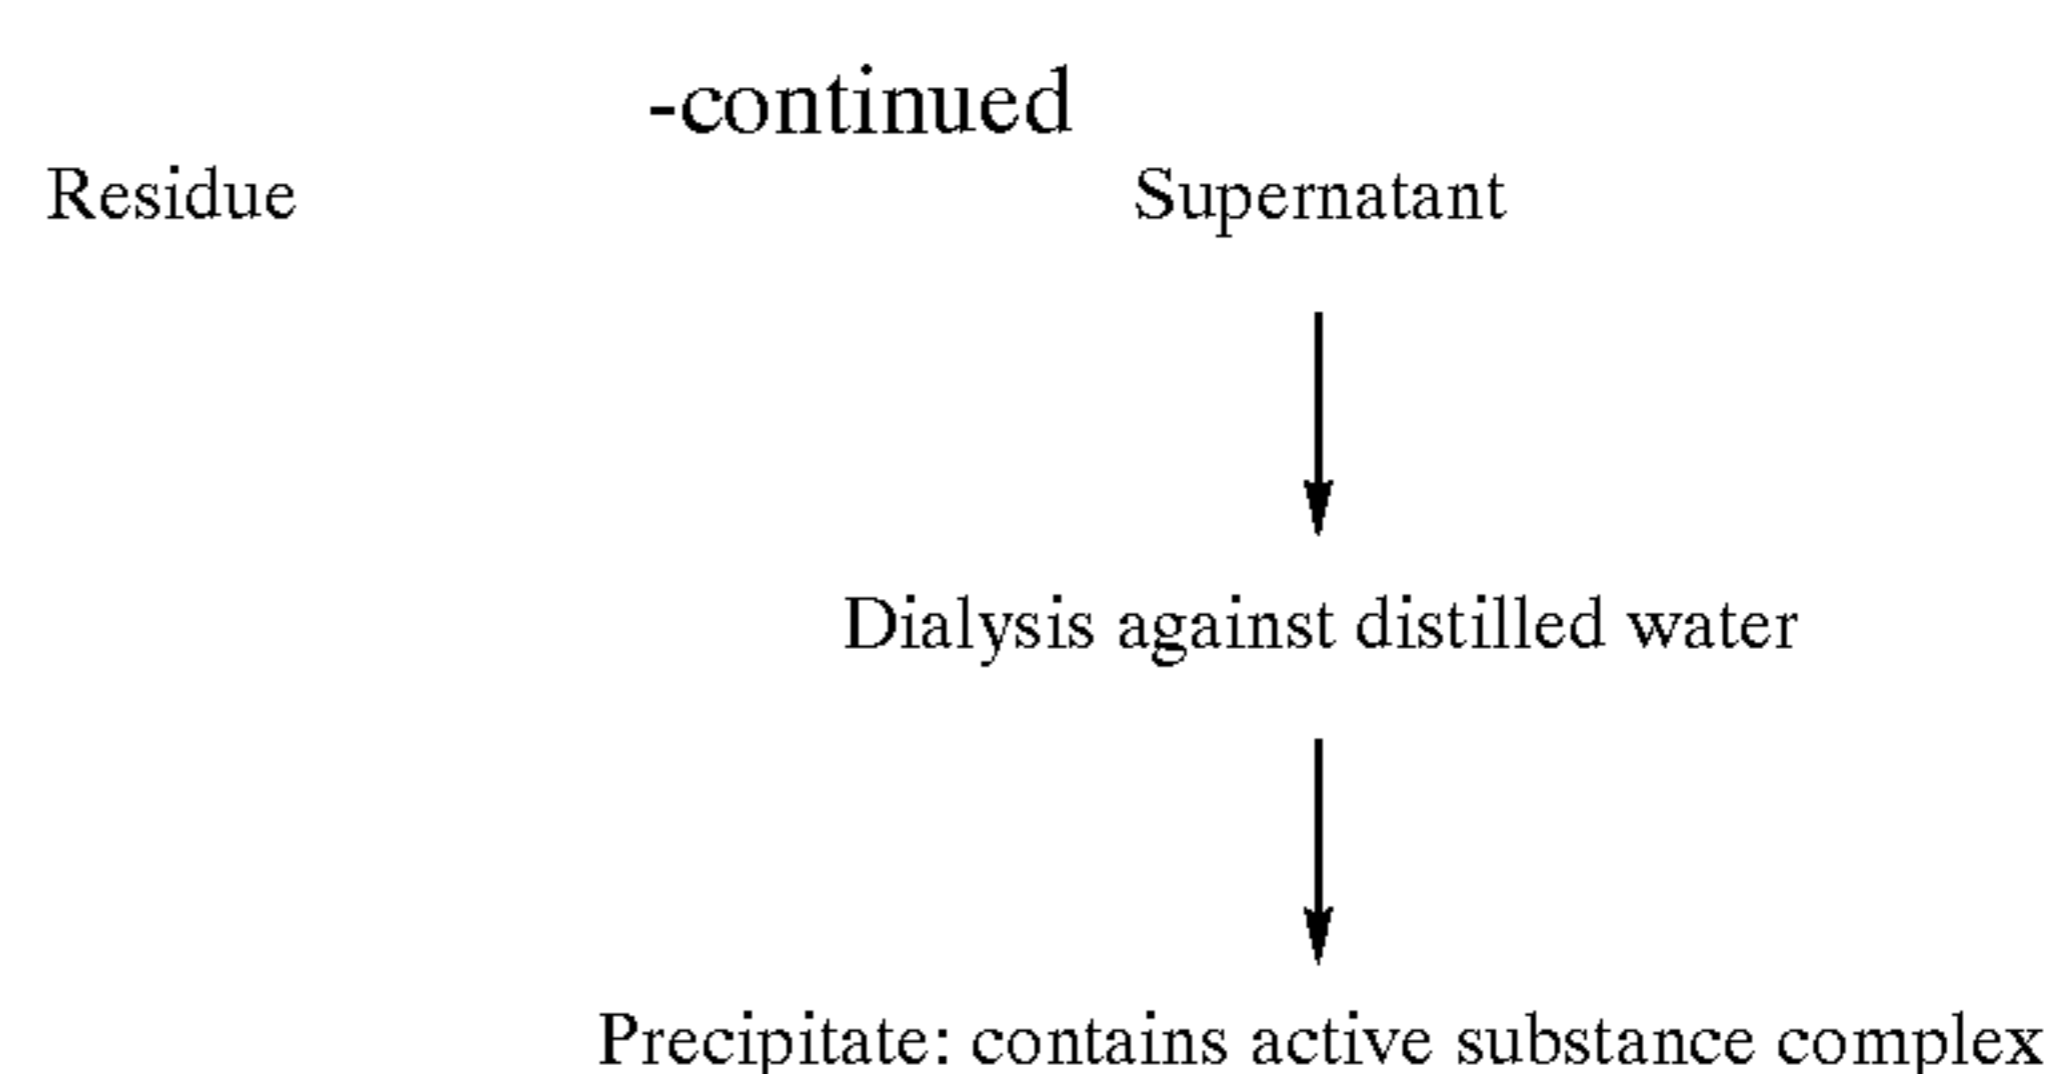 -continued
Residue Supernatant
Dialysis against distilled water
Precipitate: contains active substance complex